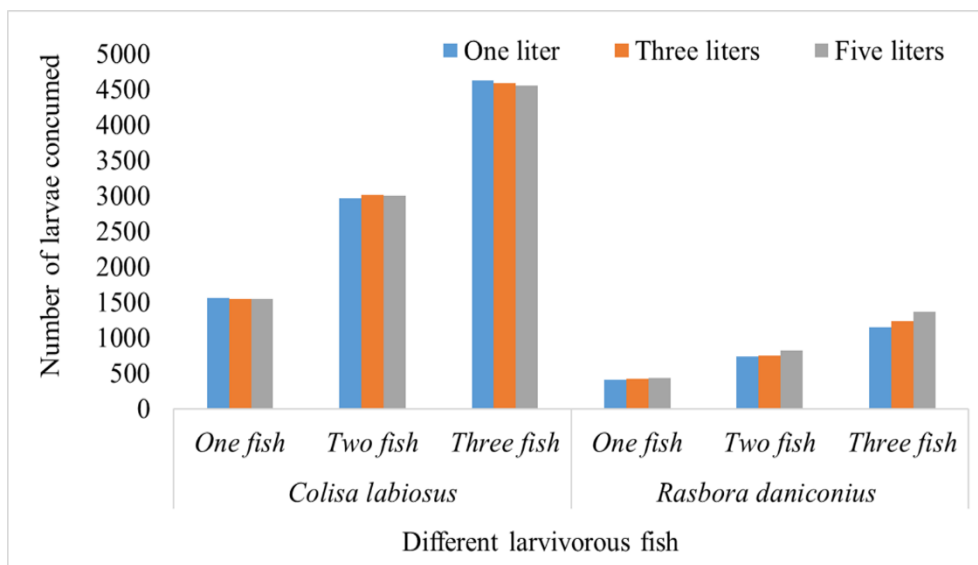 Number of larvae concumed
5000
4500
4000
3500
3000
2500
2000
1500
1000
500
0
One liter Three liters Five liters
One fish Two fish Three fish One fish Two fish Three fish
Colisa labiosus Rasbora daniconius
Different larvivorous fish